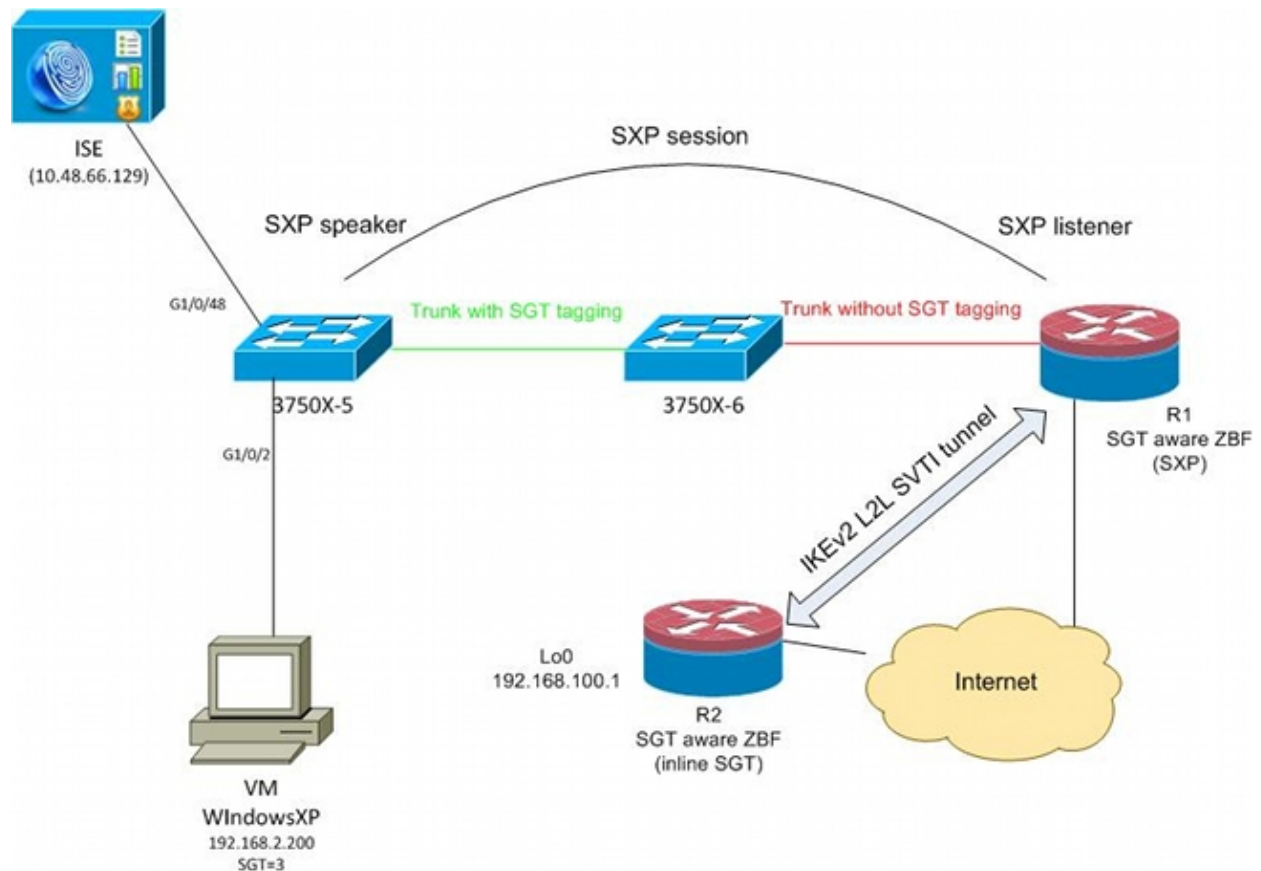 ISE
(10.48.66.129)
SXP session
SXP speaker
SXP listener
G1/0/48
Trunk with SGT tagging
Trunk without SGT tagging
3750X-5
3750X-6
R1
SGT aware ZBF
(SXP)
G1/0/2
IKEv2 L2L SVTI tunnel
Lo0
192.168.100.1
Internet
R2
SGT aware ZBF
(inline SGT)
VM
WIndowsXP
192.168.2.200
SGT=3